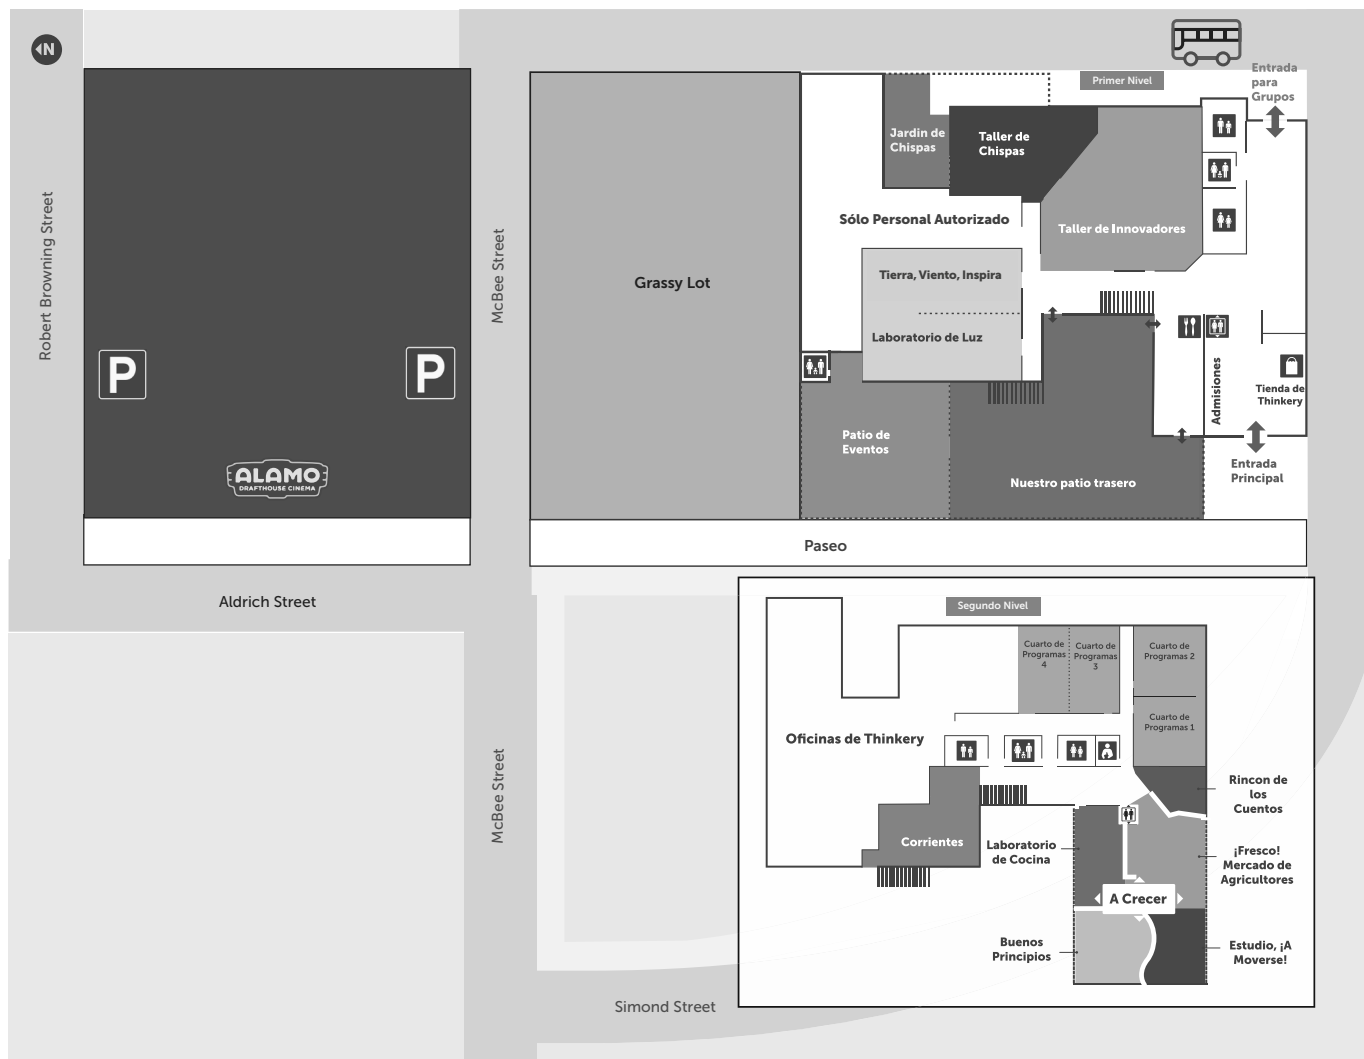 N
Primer Nivel
Entrada
para
Grupos
Jardin de
Chispas
Taller de
Chispas
Sólo Personal Autorizado
Taller de Innovadores
Robert Browning Street
McBee Street
Grassy Lot
Tierra, Viento, Inspira
Laboratorio de Luz
P
P
Admisiones
Tienda de
Thinkery
Patio de
Eventos
ALAMO
DRAFTHOUSE CINEMA
Nuestro patio trasero
Entrada
Principal
Paseo
Aldrich Street
Segundo Nivel
Cuarto de
Programas
4
Cuarto de
Programas
3
Cuarto de
Programas 2
Cuarto de
Programas 1
Oficinas de Thinkery
McBee Street
Rincon de
los
Cuentos
Corrientes
Laboratorio
de Cocina
¡Fresco!
Mercado de
Agricultores
A Crecer
Buenos
Principios
Estudio, ¡A
Moverse!
Simond Street